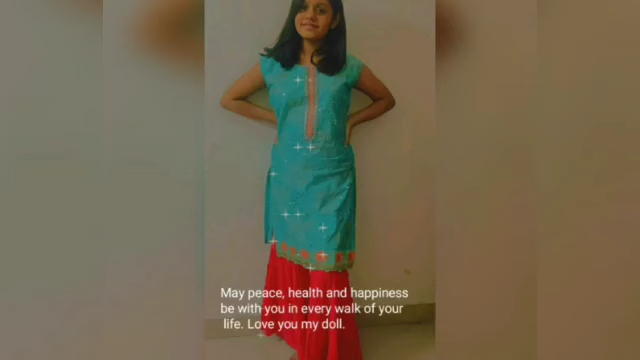 May peace, health and happiness
be with you in every walk of your
life. Love you my doll.